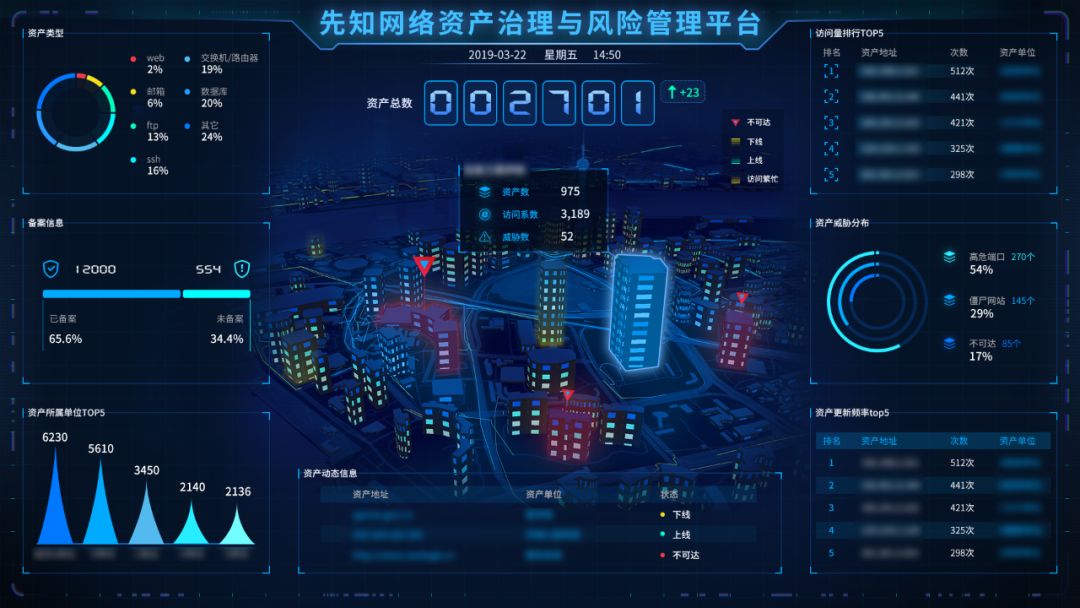 先知网络资产治理与风险管理平台
2019-03-22 星期五 14:50
资产总数 002701 +23
不可达
下线
上线
访问繁忙
资产数 975
访问系数 3,189
威胁数 52
资产类型
web 2%
邮箱 6%
ftp 13%
ssh 16%
交换机/路由器 19%
数据库 20%
其它 24%
备案信息
12000 554
已备案 未备案
65.6% 34.4%
资产所属单位TOP5
6230
5610
3450
2140
2136
资产动态信息
资产地址 资产单位 状态
下线
上线
不可达
访问量排行TOP5
排名 资产地址 次数 资产单位
1 512次
2 441次
3 421次
4 325次
5 298次
资产威胁分布
高危端口 270个
54%
僵尸网站 145个
29%
不可达 85个
17%
资产更新频率top5
排名 资产地址 次数 资产单位
1 512次
2 441次
3 421次
4 325次
5 298次